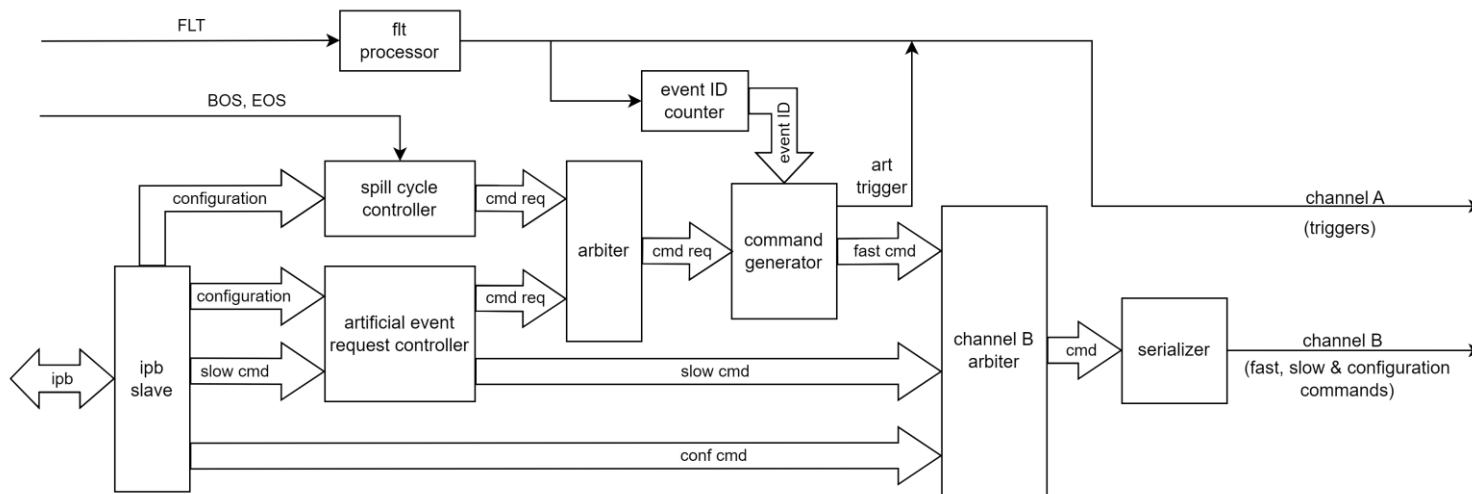 FLT
flt
processor
BOS, EOS
event ID
counter
event ID
art
trigger
configuration
spill cycle
controller
cmd req
arbiter
cmd req
command
generator
fast cmd
channel A
(triggers)
configuration
artificial event
request controller
cmd req
ipb
ipb
slave
slow cmd
slow cmd
conf cmd
channel B
arbiter
cmd
serializer
channel B
(fast, slow & configuration
commands)